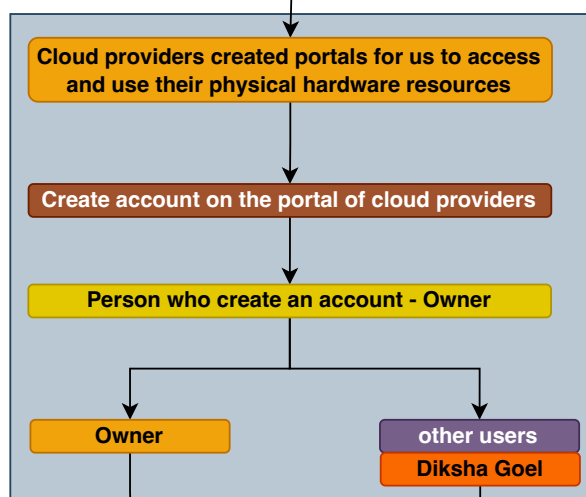 Cloud providers created portals for us to access
and use their physical hardware resources
Create account on the portal of cloud providers
Person who create an account - Owner
Owner
other users
Diksha Goel